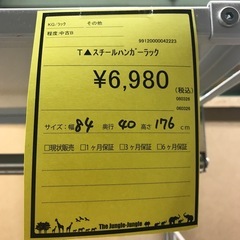 KG/ラック その他
程度:中古B
99120000042223
T▲スチールハンガーラック
¥6,980
(税込)
090328
090328
サイズ:幅 84 奥行 40 高さ 176 cm
□現状販売 □1ヶ月保証 □3ヶ月保証 □6ヶ月保証
The Jungle-Jungle